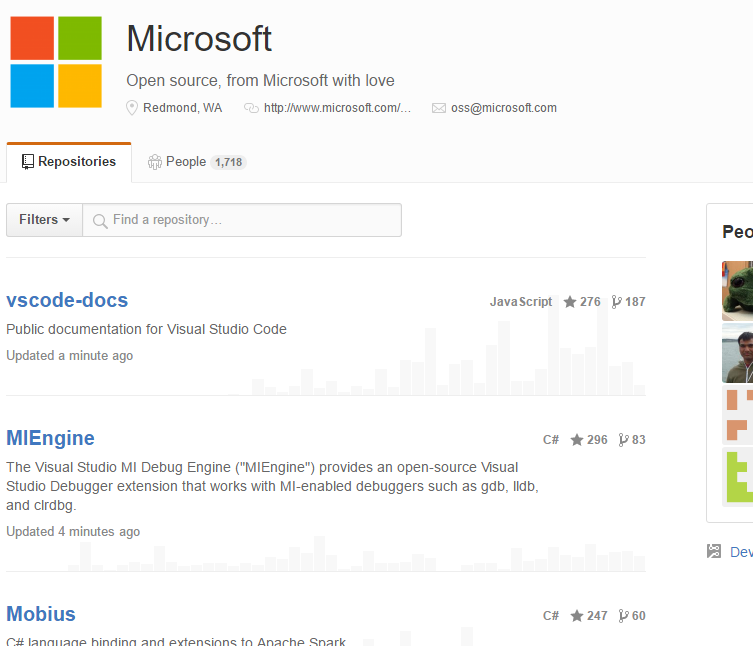 Microsoft
Open source, from Microsoft with love
Redmond, WA http://www.microsoft.com/... oss@microsoft.com
Repositories People 1,718
Filters Find a repository…
Peo
vscode-docs JavaScript 276 187
Public documentation for Visual Studio Code
Updated a minute ago
MIEngine C# 296 83
The Visual Studio MI Debug Engine ("MIEngine") provides an open-source Visual
Studio Debugger extension that works with MI-enabled debuggers such as gdb, lldb,
and clrdbg.
Updated 4 minutes ago
Dev
Mobius C# 247 60
C# language binding and extensions to Apache Spark